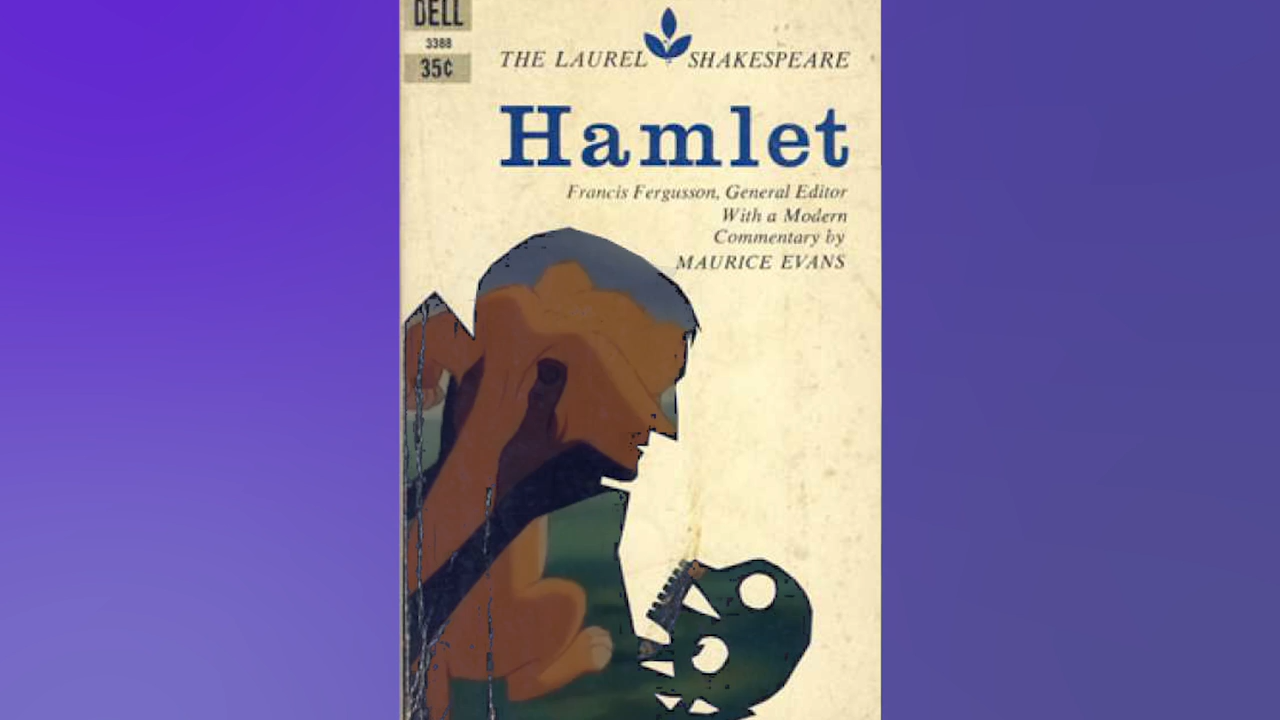 DELL
3388
35¢
THE LAUREL SHAKESPEARE
Hamlet
Francis Fergusson, General Editor
With a Modern
Commentary by
MAURICE EVANS